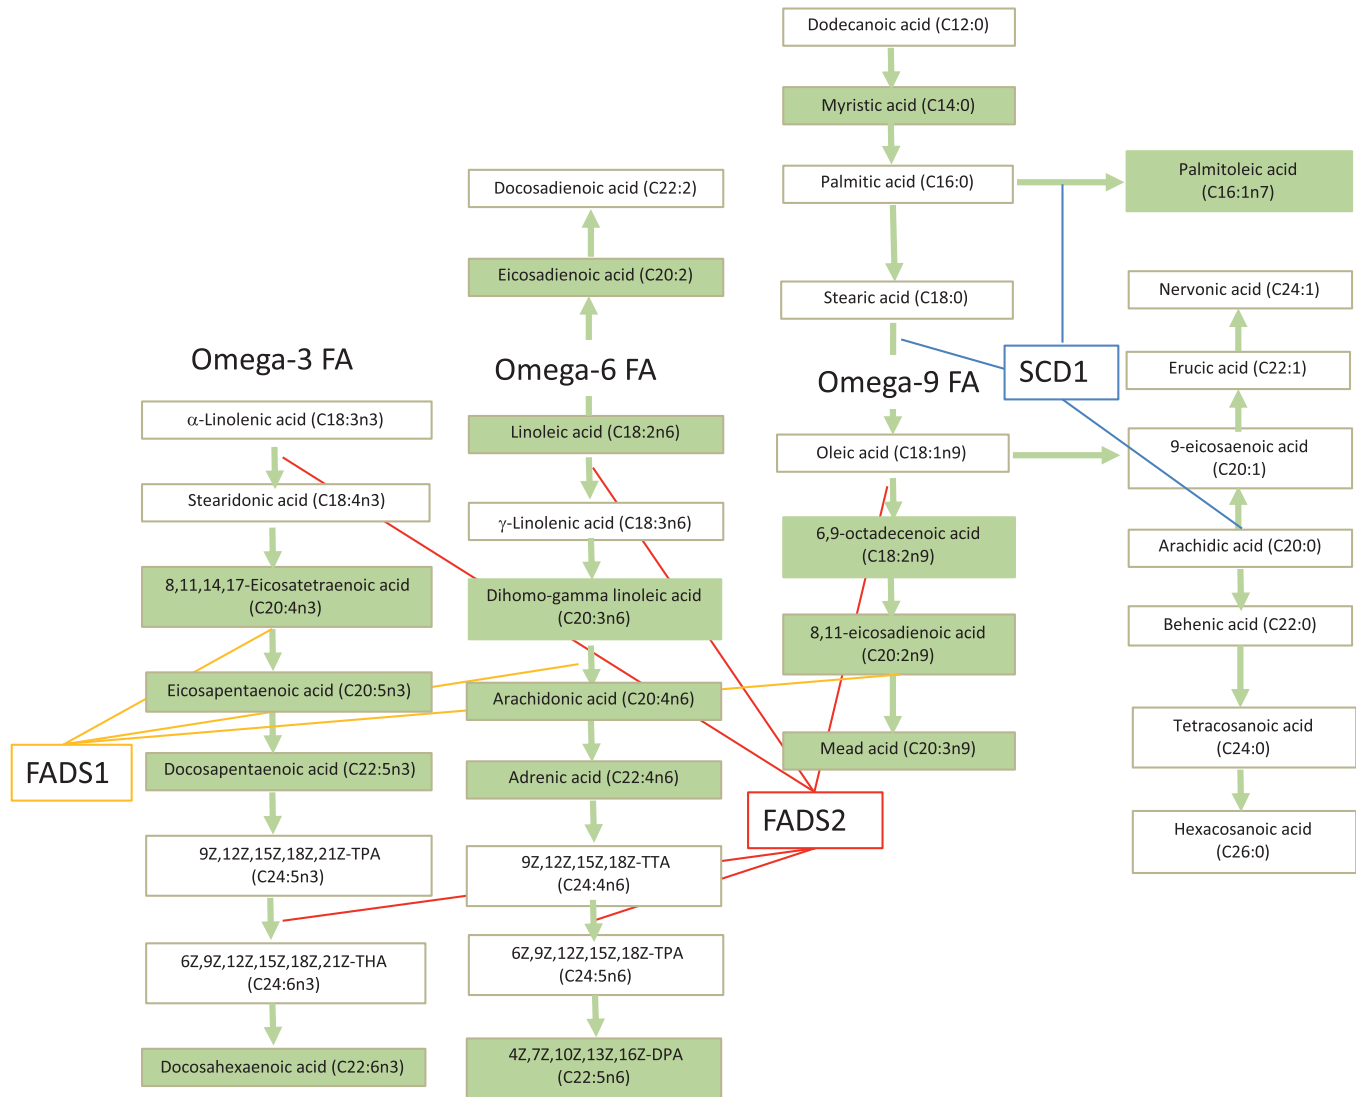 Dodecanoic acid (C12:0)
Myristic acid (C14:0)
Palmitic acid (C16:0)
Palmitoleic acid
(C16:1n7)
Stearic acid (C18:0)
Docosadienoic acid (C22:2)
Eicosadienoic acid (C20:2)
Nervonic acid (C24:1)
Erucic acid (C22:1)
SCD1
Omega-3 FA
Omega-6 FA
Omega-9 FA
α-Linolenic acid (C18:3n3)
Stearidonic acid (C18:4n3)
8,11,14,17-Eicosatetraenoic acid
(C20:4n3)
Eicosapentaenoic acid (C20:5n3)
Docosapentaenoic acid (C22:5n3)
9Z,12Z,15Z,18Z,21Z-TPA
(C24:5n3)
6Z,9Z,12Z,15Z,18Z,21Z-THA
(C24:6n3)
Docosahexaenoic acid (C22:6n3)
FADS1
Linoleic acid (C18:2n6)
γ-Linolenic acid (C18:3n6)
Dihomo-gamma linoleic acid
(C20:3n6)
Arachidonic acid (C20:4n6)
Adrenic acid (C22:4n6)
9Z,12Z,15Z,18Z-TTA
(C24:4n6)
6Z,9Z,12Z,15Z,18Z-TPA
(C24:5n6)
4Z,7Z,10Z,13Z,16Z-DPA
(C22:5n6)
Oleic acid (C18:1n9)
6,9-octadecenoic acid
(C18:2n9)
8,11-eicosadienoic acid
(C20:2n9)
Mead acid (C20:3n9)
FADS2
9-eicosaenoic acid
(C20:1)
Arachidic acid (C20:0)
Behenic acid (C22:0)
Tetracosanoic acid
(C24:0)
Hexacosanoic acid
(C26:0)